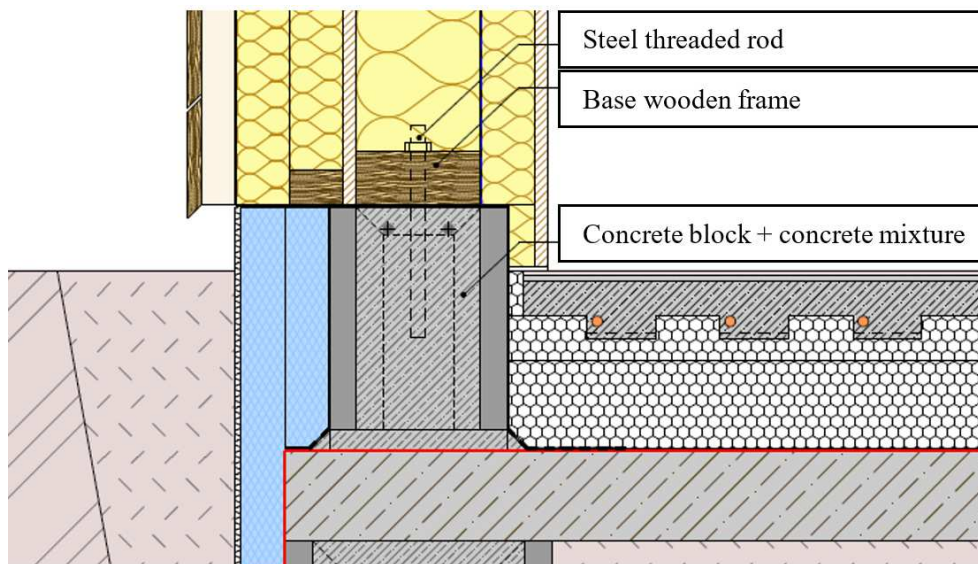 Steel threaded rod
Base wooden frame
Concrete block + concrete mixture